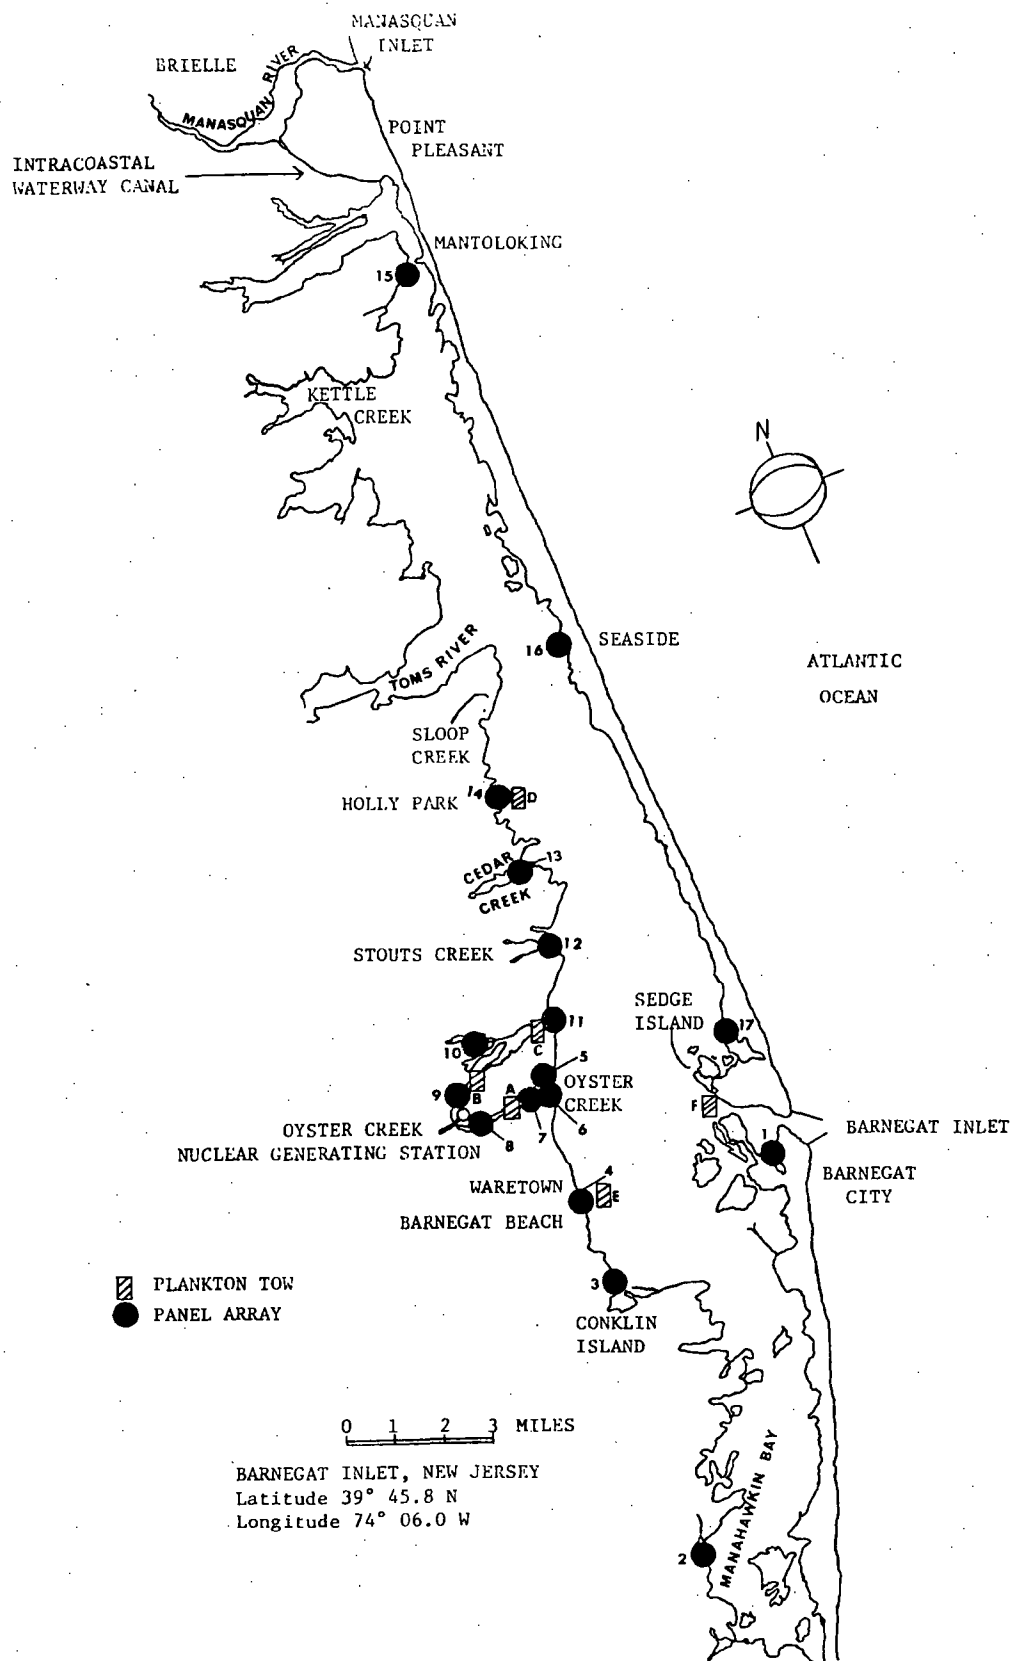 MANASQUAN
INLET
BRIELLE
MANASQUAN RIVER
POINT
PLEASANT
INTRACOASTAL
WATERWAY CANAL
MANTOLOKING
15
KETTLE
CREEK
N
16
SEASIDE
ATLANTIC
OCEAN
TOMS RIVER
SLOOP
CREEK
HOLLY PARK
14
D
CEDAR
CREEK
13
STOUTS CREEK
12
SEDGE
ISLAND
17
11
10
C
5
OYSTER
CREEK
9
B
A
F
6
7
8
OYSTER CREEK
NUCLEAR GENERATING STATION
1
BARNEGAT INLET
BARNEGAT
CITY
WARETOWN
4
E
BARNEGAT BEACH
3
CONKLIN
ISLAND
PLANKTON TOW
PANEL ARRAY
0 1 2 3 MILES
BARNEGAT INLET, NEW JERSEY
Latitude 39° 45.8 N
Longitude 74° 06.0 W
MANAHAWKIN BAY
2